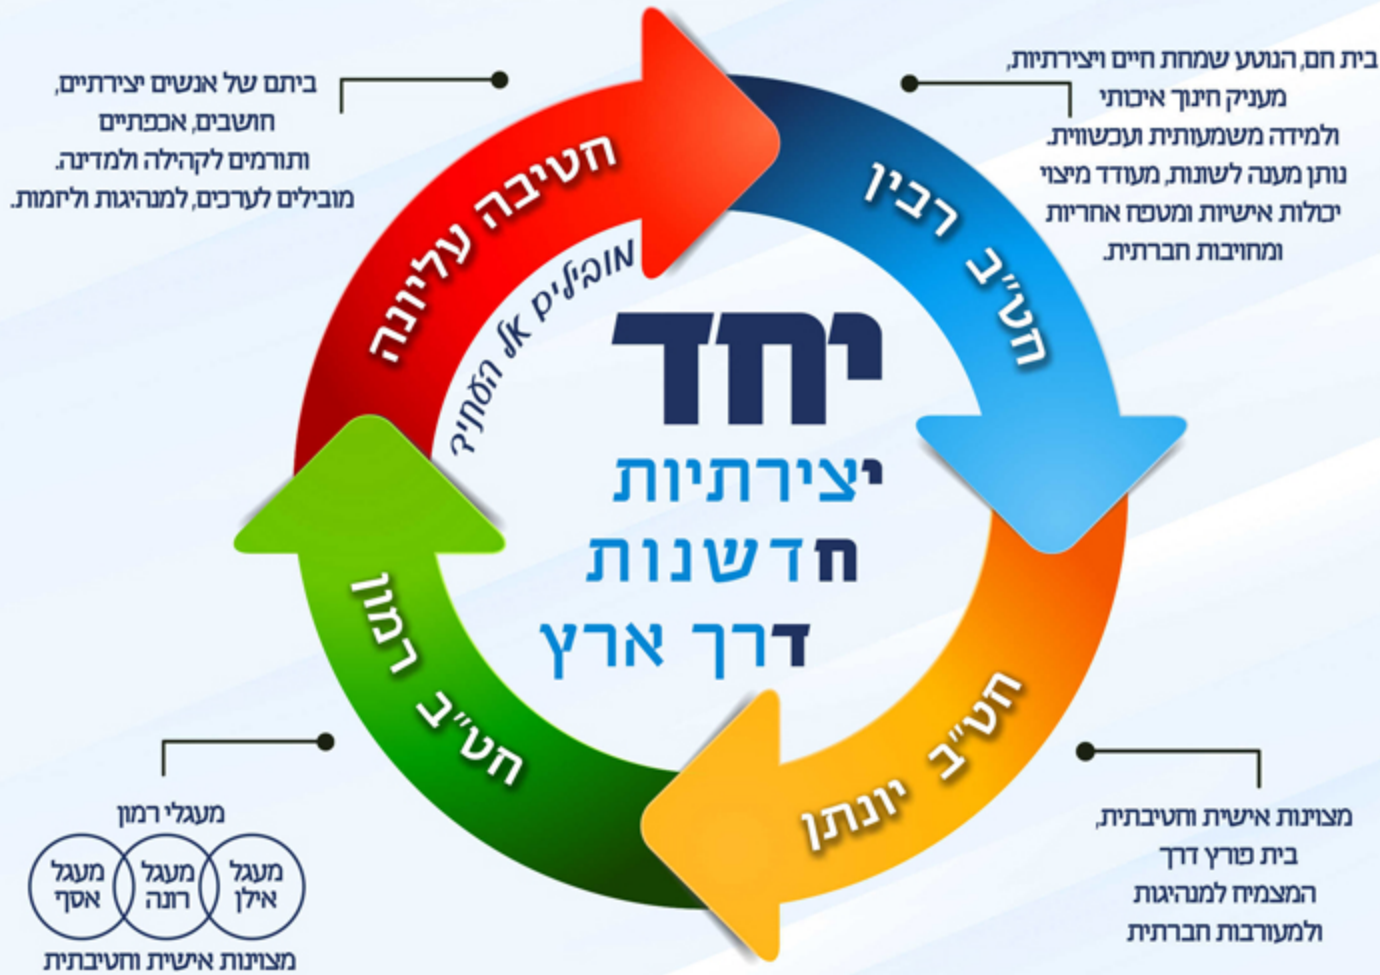 בית חם, הנוטע שמחת חיים ויצירתיות,
מעניק חינוך איכותי
ולמידה משמעותית ועכשווית.
נותן מענה לשונות, מעודד מיצוי
יכולות אישיות ומטפח אחריות
ומחויבות חברתית.
ביתם של אנשים יצירתיים,
חושבים, אכפתיים
ותורמים לקהילה ולמדינה.
מובילים לערכים, למנהיגות וליזמות.
חטיבה עליונה
חט"ב רבין
מובילים אל העתיד
יחד
יצירתיות
חדשנות
דרך ארץ
חט"ב יונתן
חט"ב רמון
מצוינות אישית וחטיבתית,
בית פורץ דרך
המצמיח למנהיגות
ולמעורבות חברתית
מעגלי רמון
מעגל אילן
מעגל רונה
מעגל אסף
מצוינות אישית וחטיבתית